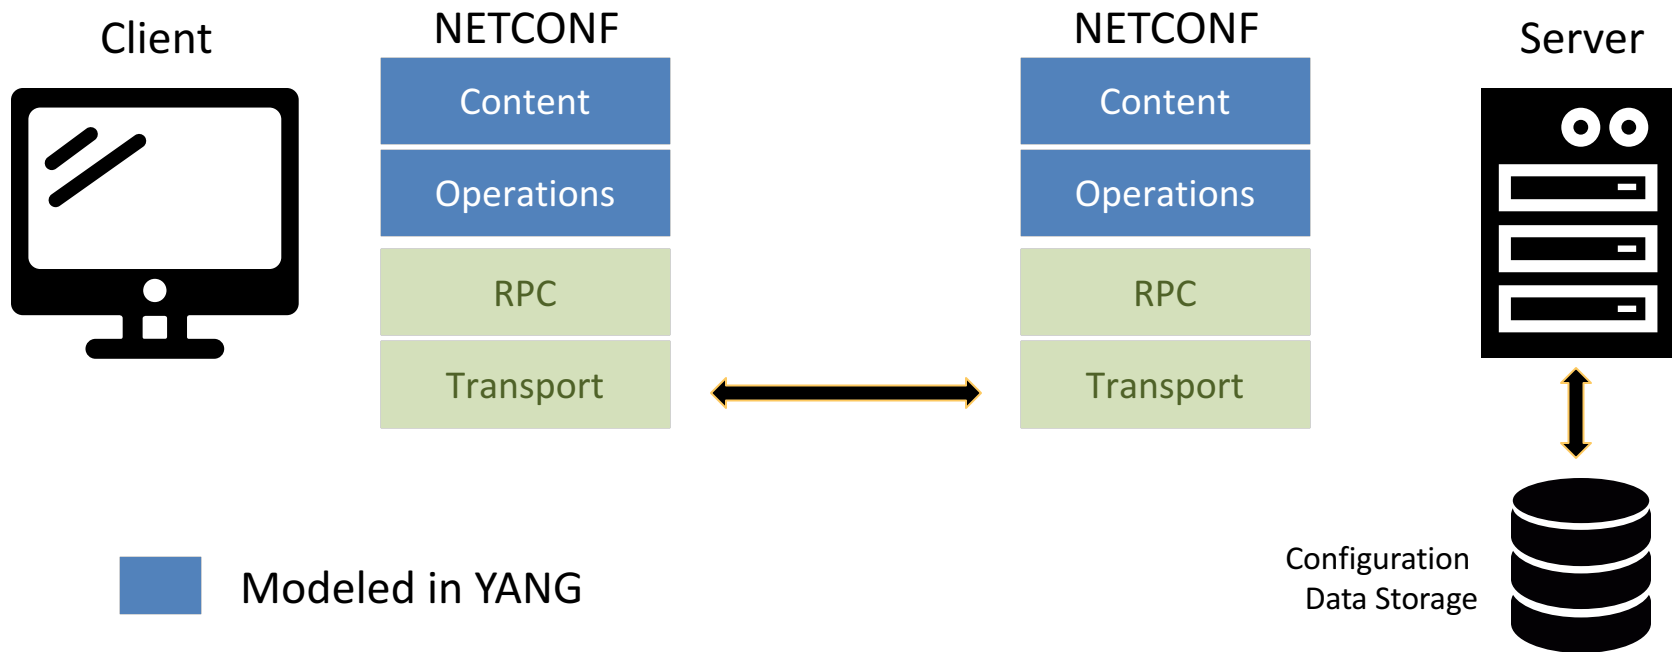 Client
NETCONF
NETCONF
Server
Content
Content
Operations
Operations
RPC
RPC
Transport
Transport
Modeled in YANG
Configuration
Data Storage